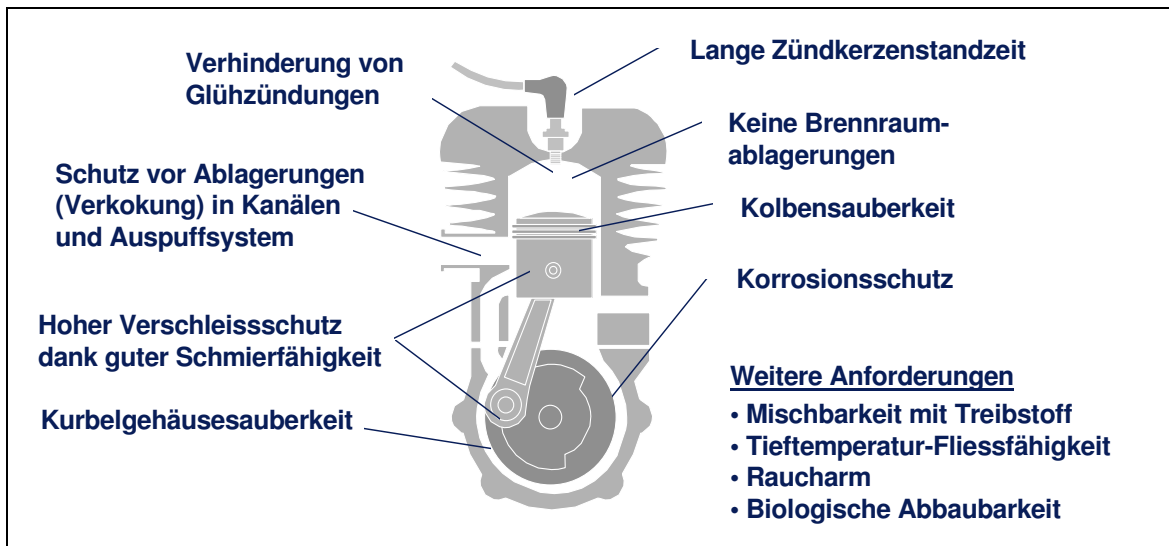 Verhinderung von
Glühzündungen
Lange Zündkerzenstandzeit
Keine Brennraum-
ablagerungen
Schutz vor Ablagerungen
(Verkokung) in Kanälen
und Auspuffsystem
Kolbensauberkeit
Korrosionsschutz
Hoher Verschleissschutz
dank guter Schmierfähigkeit
Kurbelgehäusesauberkeit
Weitere Anforderungen
• Mischbarkeit mit Treibstoff
• Tieftemperatur-Fliessfähigkeit
• Raucharm
• Biologische Abbaubarkeit